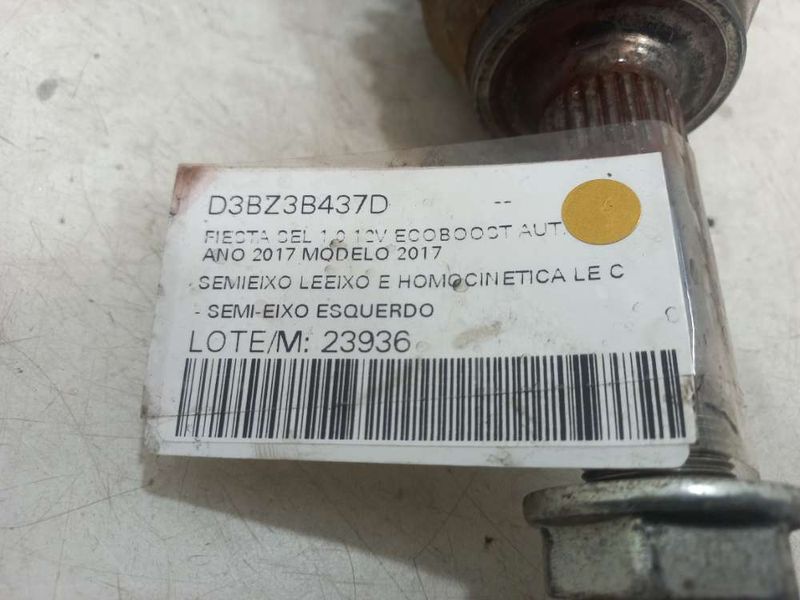 D3BZ3B437D --
FIESTA SEL 1.0 12V ECOBOOST AUT.
ANO 2017 MODELO 2017
SEMIEIXO LEEIXO E HOMOCINETICA LE C
- SEMI-EIXO ESQUERDO C
LOTE/M: 23936